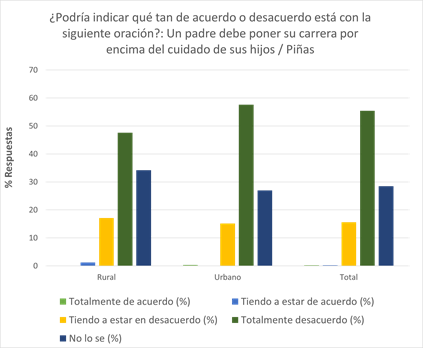 ¿Podría indicar qué tan de acuerdo o desacuerdo está con la
siguiente oración?: Un padre debe poner su carrera por
encima del cuidado de sus hijos / Piñas
% Respuestas
70
60
50
40
30
20
10
0
Rural
Urbano
Total
Totalmente de acuerdo (%)
Tiendo a estar de acuerdo (%)
Tiendo a estar en desacuerdo (%)
Totalmente desacuerdo (%)
No lo se (%)